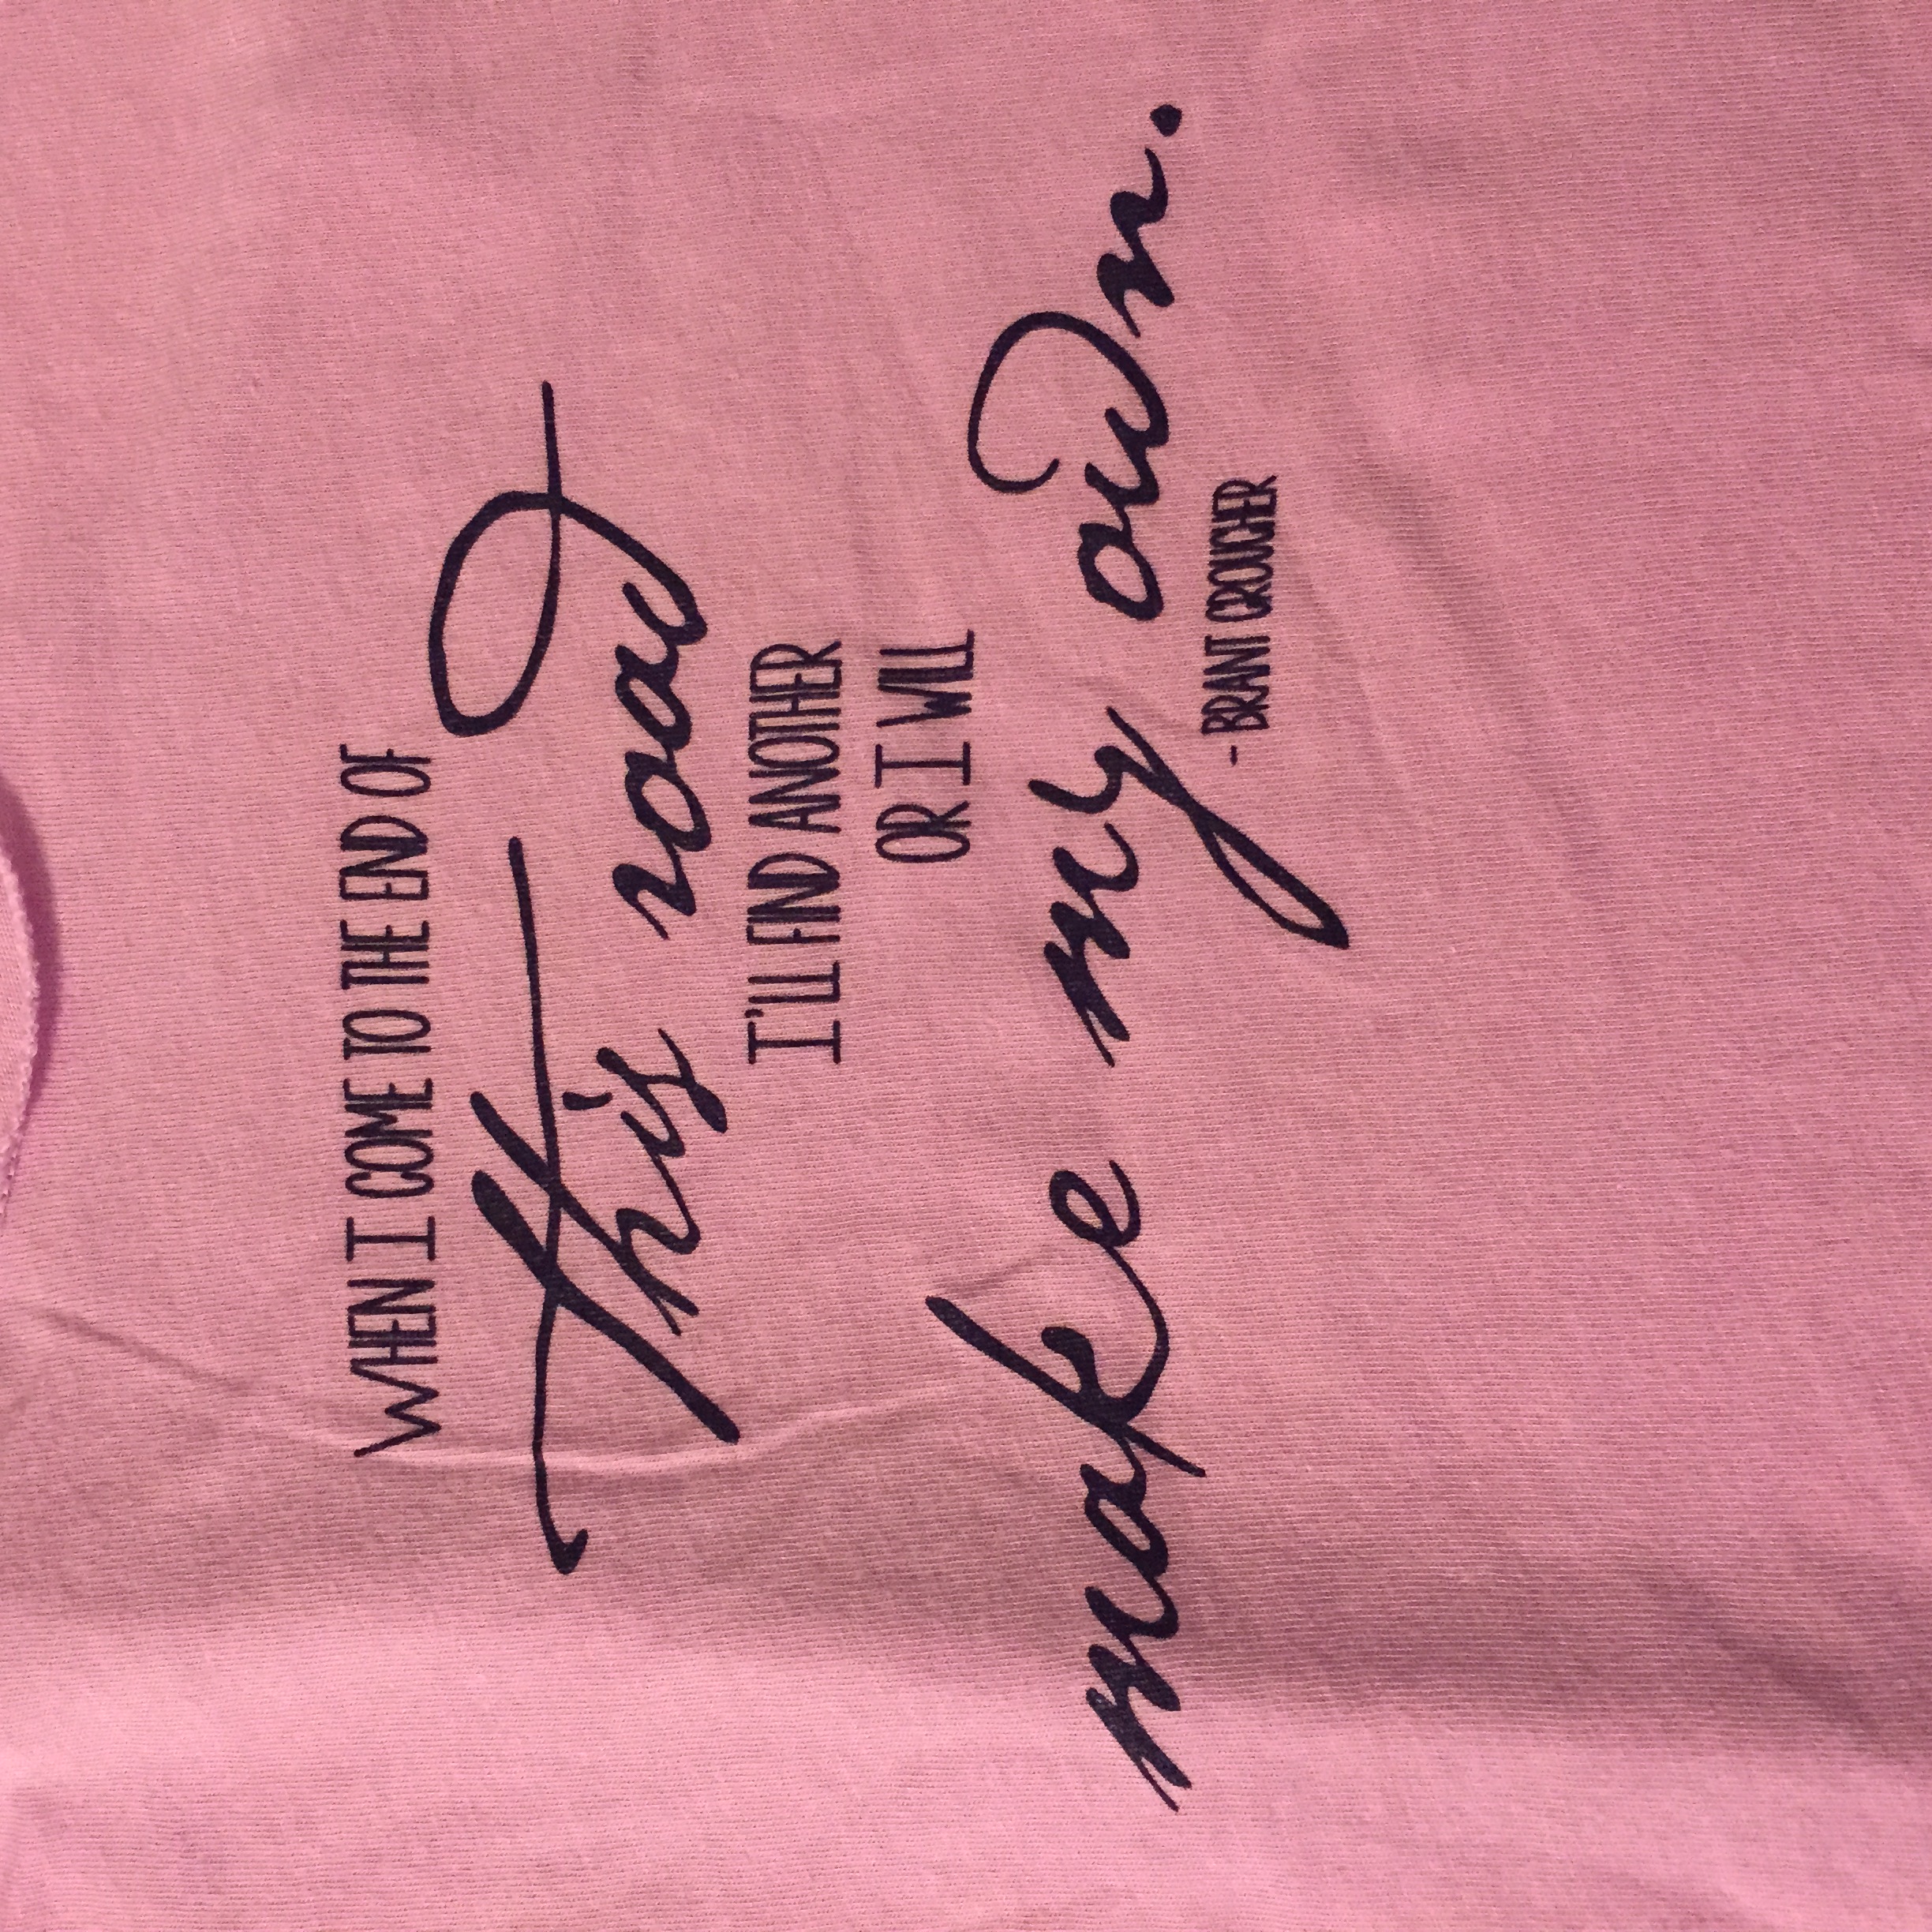 WHEN I COME TO THE END OF
this road
I'LL FIND ANOTHER
OR I WILL
make my own.
-BRANT CROUCHER